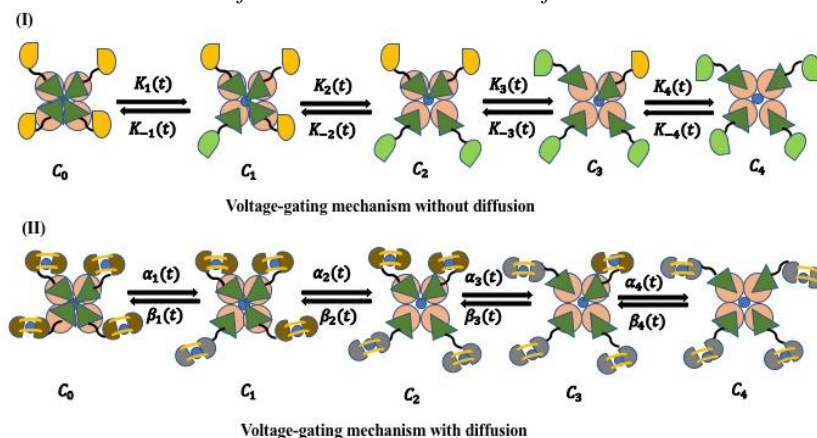 (I)
K₁(t) K₂(t) K₃(t) K₄(t)
K₋₁(t) K₋₂(t) K₋₃(t) K₋₄(t)
C₀ C₁ C₂ C₃ C₄
Voltage-gating mechanism without diffusion
(II)
α₁(t) α₂(t) α₃(t) α₄(t)
β₁(t) β₂(t) β₃(t) β₄(t)
C₀ C₁ C₂ C₃ C₄
Voltage-gating mechanism with diffusion